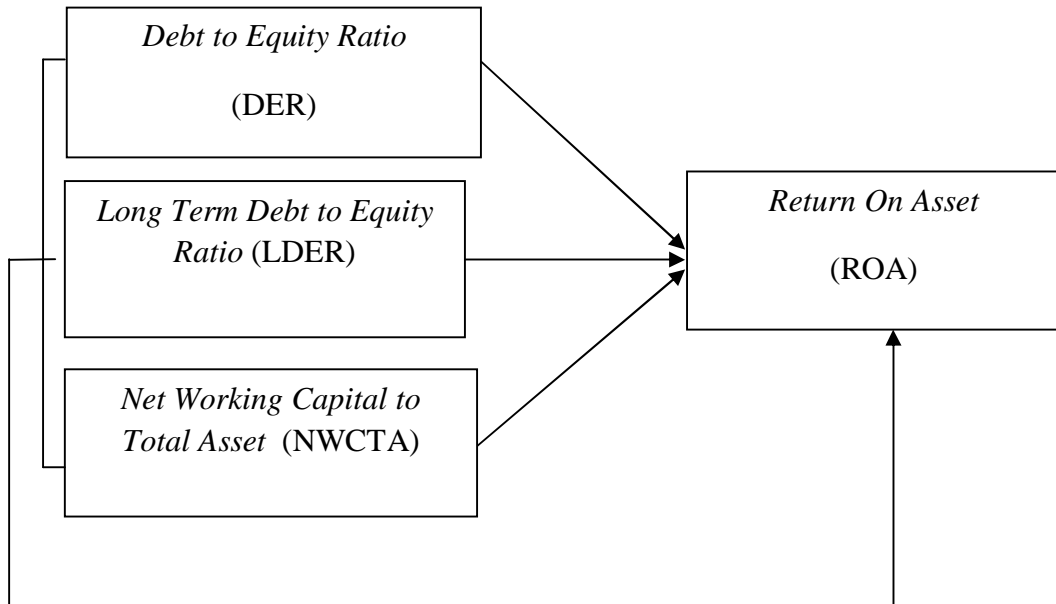 Debt to Equity Ratio
(DER)
Long Term Debt to Equity
Ratio (LDER)
Net Working Capital to
Total Asset (NWCTA)
Return On Asset
(ROA)